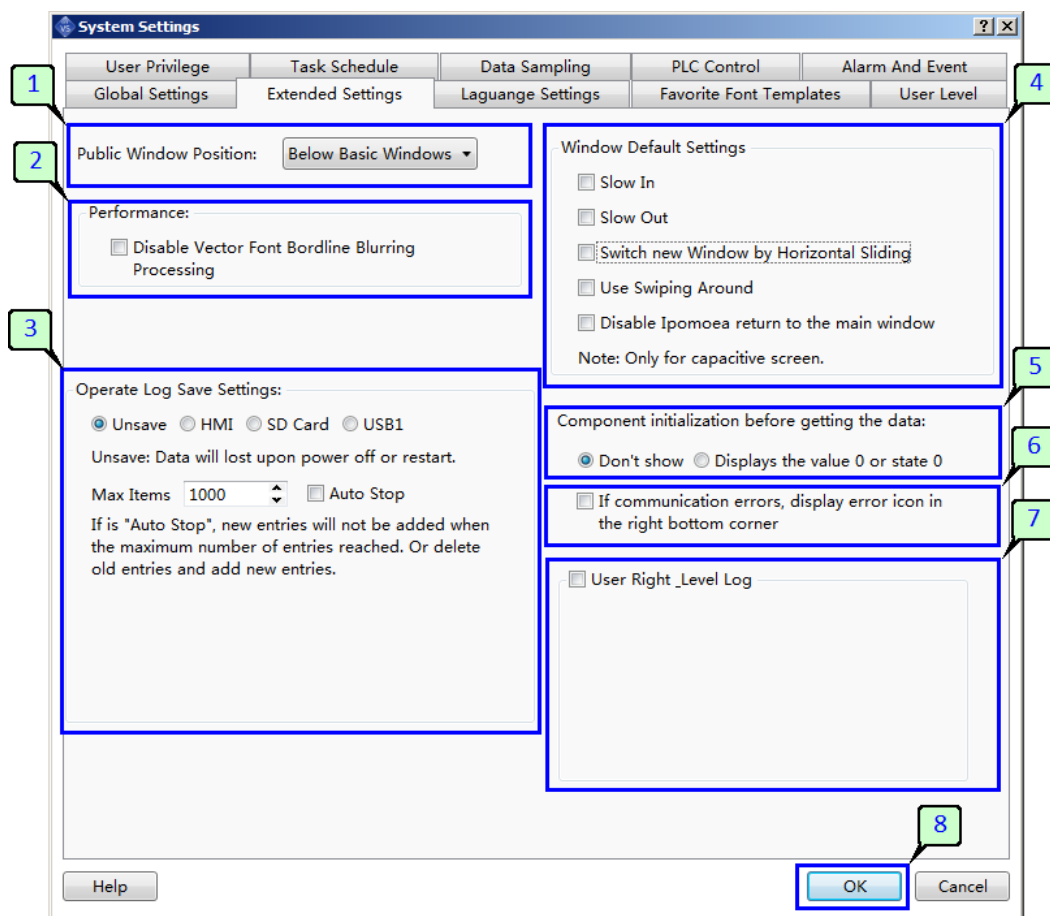 VS System Settings ? X
User Privilege Task Schedule Data Sampling PLC Control Alarm And Event
Global Settings Extended Settings Laguange Settings Favorite Font Templates User Level
1
Public Window Position: Below Basic Windows
2
Performance:
Disable Vector Font Bordline Blurring
Processing
3
Operate Log Save Settings:
Unsave HMI SD Card USB1
Unsave: Data will lost upon power off or restart.
Max Items 1000 Auto Stop
If is "Auto Stop", new entries will not be added when
the maximum number of entries reached. Or delete
old entries and add new entries.
4
Window Default Settings
Slow In
Slow Out
Switch new Window by Horizontal Sliding
Use Swiping Around
Disable Ipomoea return to the main window
Note: Only for capacitive screen.
5
Component initialization before getting the data:
Don't show Displays the value 0 or state 0
6
If communication errors, display error icon in
the right bottom corner
7
User Right _Level Log
8
Help OK Cancel